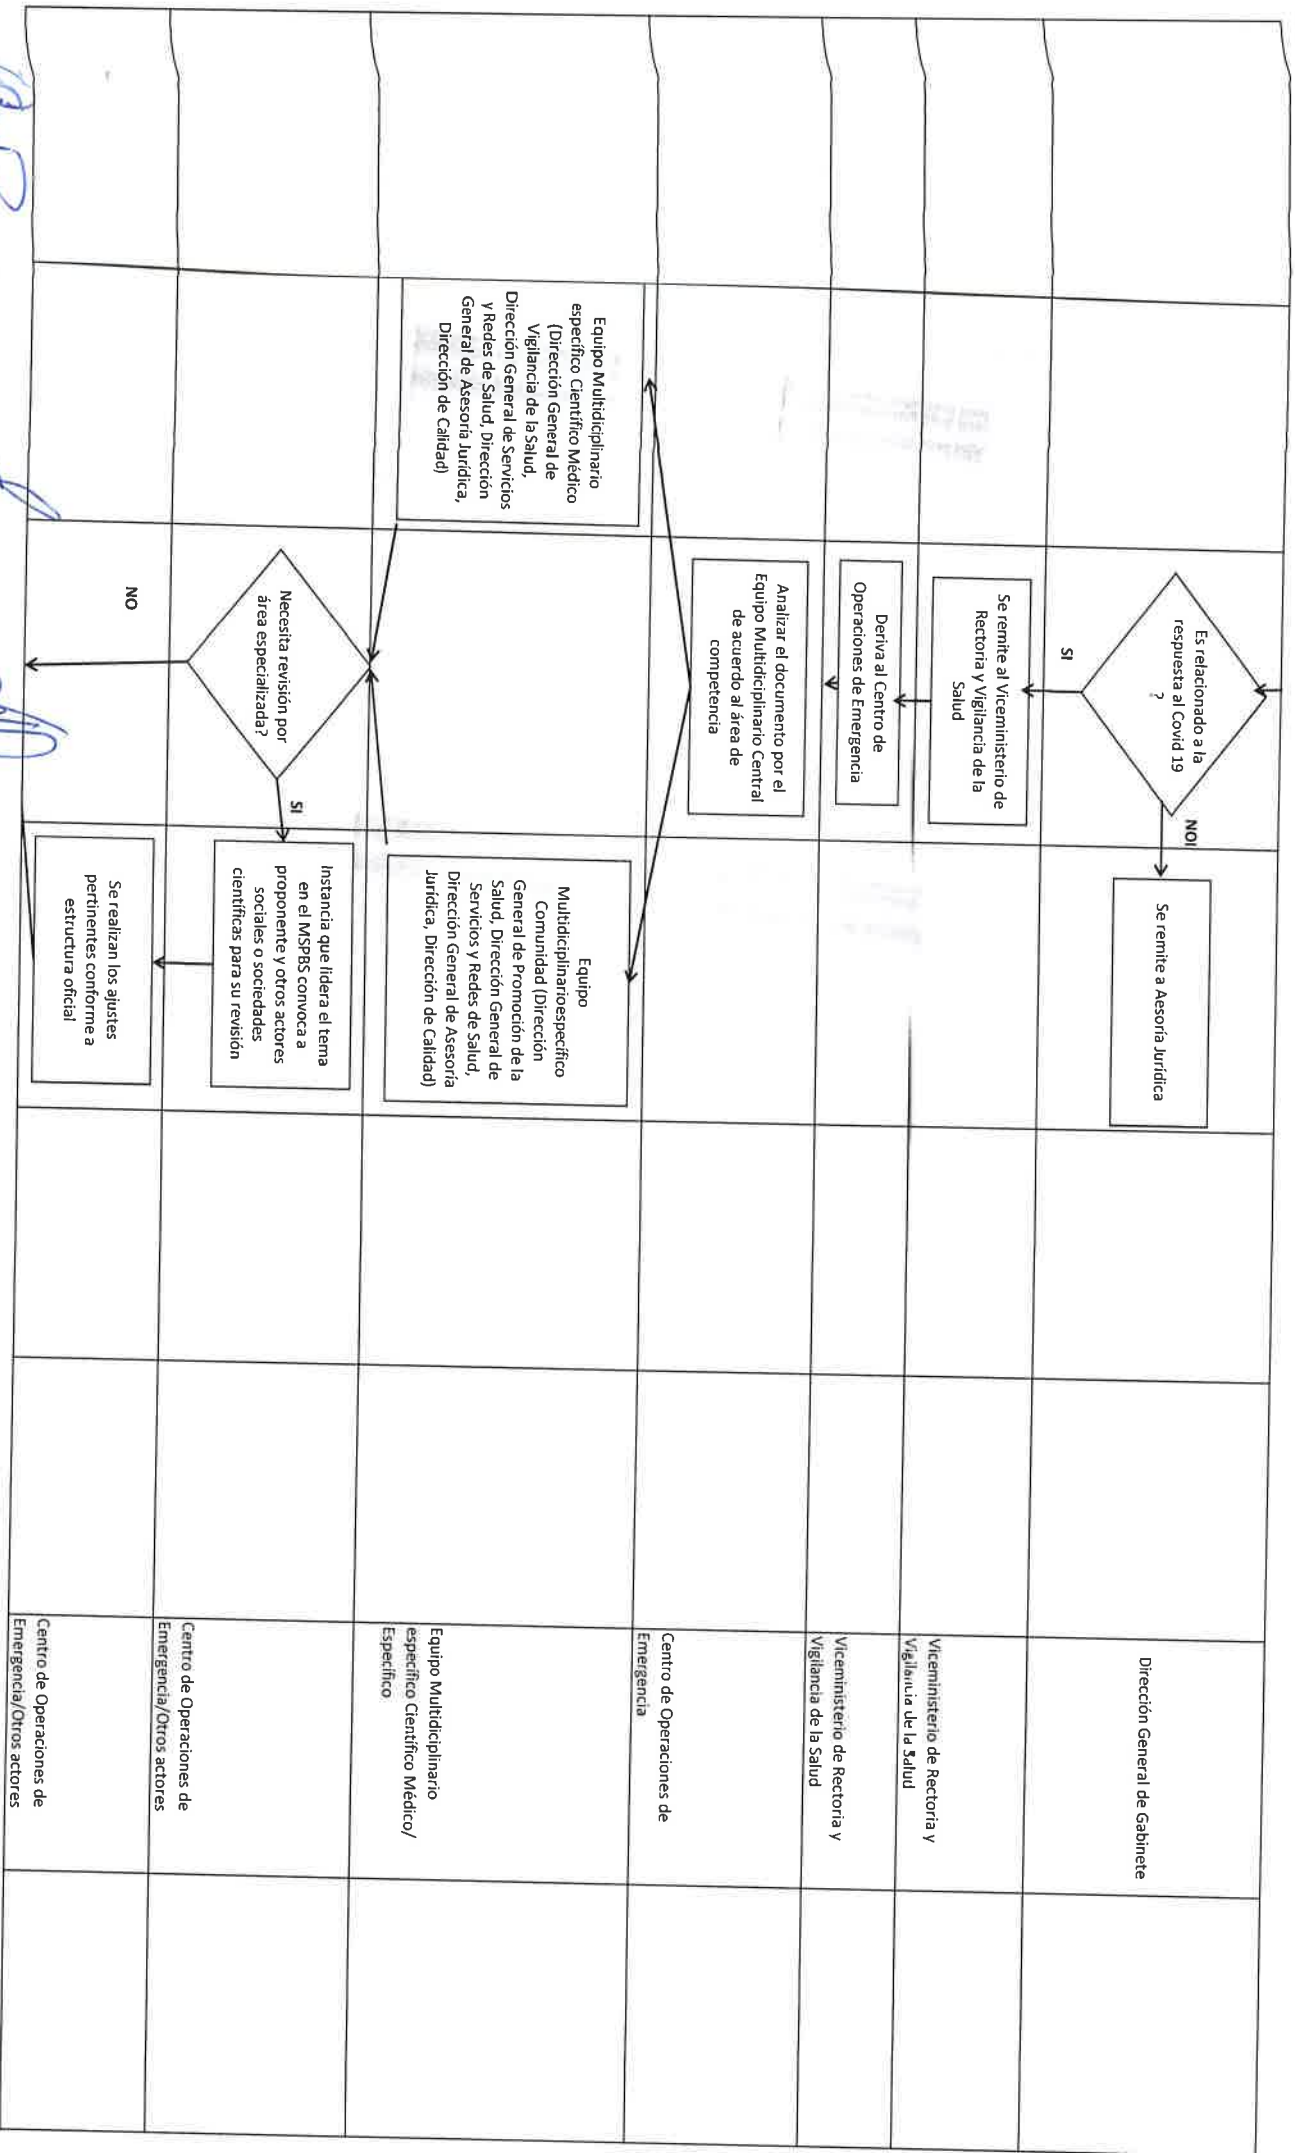 Es relacionado a la
respuesta al Covid 19
?
NOI
Se remite a Aesoría Jurídica
Dirección General de Gabinete
SI
Se remite al Viceministerio de
Rectoria y Vigilancia de la
Salud
Viceministerio de Rectoria y
Vigilancia de la Salud
Deriva al Centro de
Operaciones de Emergencia
Viceministerio de Rectoria y
Vigilancia de la Salud
Analizar el documento por el
Equipo Multidiciplinario Central
de acuerdo al área de
competencia
Centro de Operaciones de
Emergencia
Equipo Multidiciplinario
específico Científico Médico
(Dirección General de
Vigilancia de la Salud,
Dirección General de Servicios
y Redes de Salud, Dirección
General de Asesoría Jurídica,
Dirección de Calidad)
Equipo
Multidiciplinarioespecífico
Comunidad (Dirección
General de Promoción de la
Salud, Dirección General de
Servicios y Redes de Salud,
Dirección General de Asesoría
Jurídica, Dirección de Calidad)
Equipo Multidiciplinario
específico Científico Médico/
Especifico
Necesita revisión por
área especializada?
SI
Instancia que lidera el tema
en el MSPBS convoca a
proponente y otros actores
sociales o sociedades
científicas para su revisión
Centro de Operaciones de
Emergencia/Otros actores
NO
Se realizan los ajustes
pertinentes conforme a
estructura oficial
Centro de Operaciones de
Emergencia/Otros actores